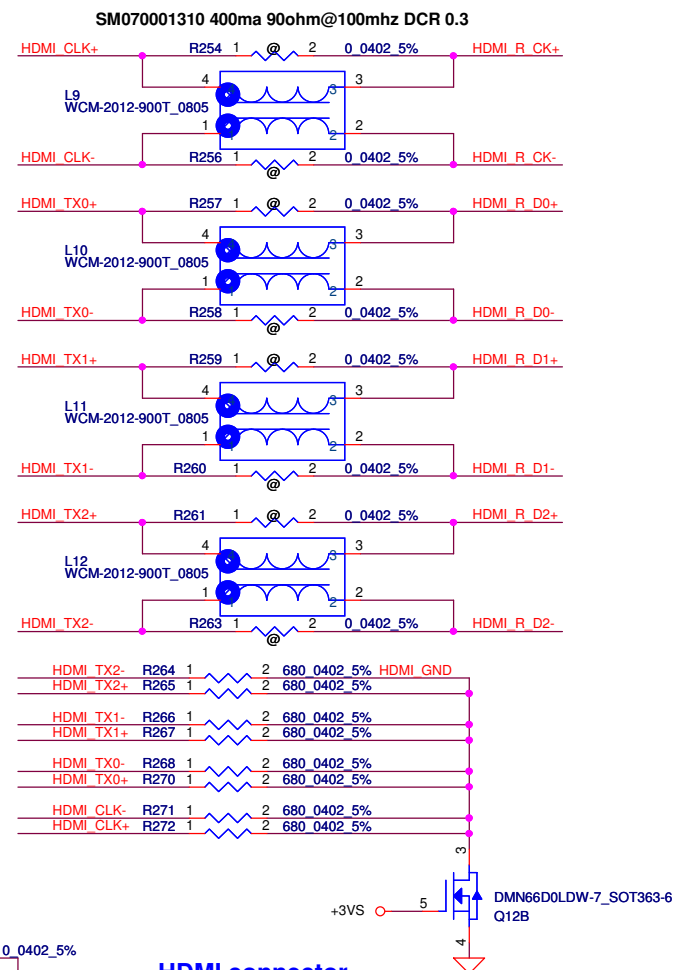 SM070001310 400ma 90ohm@100mhz DCR 0.3
HDMI_CLK+ R254 1 @ 2 0_0402_5% HDMI_R_CK+
4 3
L9
WCM-2012-900T_0805
1 2
HDMI_CLK- R256 1 @ 2 0_0402_5% HDMI_R_CK-
HDMI_TX0+ R257 1 @ 2 0_0402_5% HDMI_R_D0+
4 3
L10
WCM-2012-900T_0805
1 2
HDMI_TX0- R258 1 @ 2 0_0402_5% HDMI_R_D0-
HDMI_TX1+ R259 1 @ 2 0_0402_5% HDMI_R_D1+
4 3
L11
WCM-2012-900T_0805
1 2
HDMI_TX1- R260 1 @ 2 0_0402_5% HDMI_R_D1-
HDMI_TX2+ R261 1 @ 2 0_0402_5% HDMI_R_D2+
4 3
L12
WCM-2012-900T_0805
1 2
HDMI_TX2- R263 1 @ 2 0_0402_5% HDMI_R_D2-
HDMI_TX2- R264 1 2 680_0402_5% HDMI_GND
HDMI_TX2+ R265 1 2 680_0402_5%
HDMI_TX1- R266 1 2 680_0402_5%
HDMI_TX1+ R267 1 2 680_0402_5%
HDMI_TX0- R268 1 2 680_0402_5%
HDMI_TX0+ R270 1 2 680_0402_5%
HDMI_CLK- R271 1 2 680_0402_5%
HDMI_CLK+ R272 1 2 680_0402_5%
3
DMN66D0LDW-7_SOT363-6
+3VS 5
Q12B
4
0_0402_5%
HDMI connector